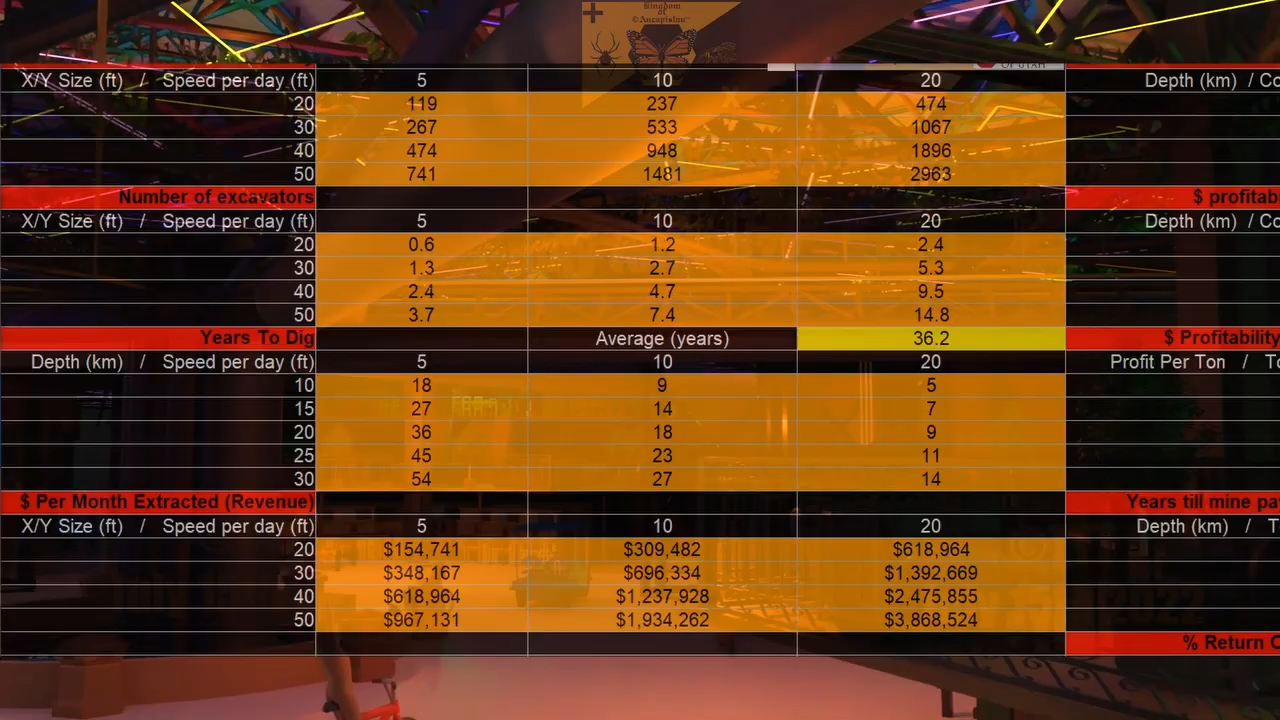 Kingdom
of
©Ancapistan™
OF UTAH
X/Y Size (ft) / Speed per day (ft) 5 10 20 Depth (km) / Co
20 119 237 474
30 267 533 1067
40 474 948 1896
50 741 1481 2963
Number of excavators $ profitab
X/Y Size (ft) / Speed per day (ft) 5 10 20 Depth (km) / Co
20 0.6 1.2 2.4
30 1.3 2.7 5.3
40 2.4 4.7 9.5
50 3.7 7.4 14.8
Years To Dig Average (years) 36.2 $ Profitability
Depth (km) / Speed per day (ft) 5 10 20 Profit Per Ton / To
10 18 9 5
15 27 14 7
20 36 18 9
25 45 23 11
30 54 27 14
$ Per Month Extracted (Revenue) Years till mine pa
X/Y Size (ft) / Speed per day (ft) 5 10 20 Depth (km) / T
20 $154,741 $309,482 $618,964
30 $348,167 $696,334 $1,392,669
40 $618,964 $1,237,928 $2,475,855
50 $967,131 $1,934,262 $3,868,524
% Return O